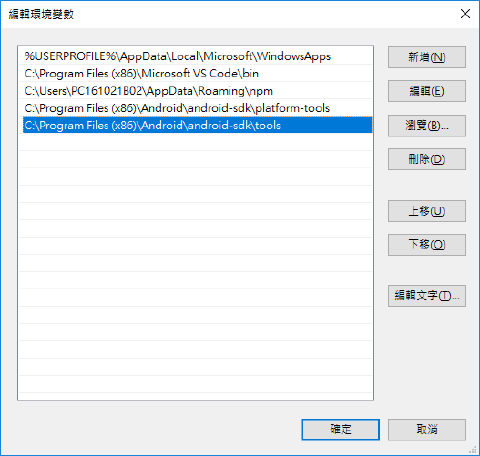 編輯環境變數
%USERPROFILE%\AppData\Local\Microsoft\WindowsApps
C:\Program Files (x86)\Microsoft VS Code\bin
C:\Users\PC161021B02\AppData\Roaming\npm
C:\Program Files (x86)\Android\android-sdk\platform-tools
C:\Program Files (x86)\Android\android-sdk\tools
新增(N)
編輯(E)
瀏覽(B)...
刪除(D)
上移(U)
下移(O)
編輯文字(T)...
確定
取消